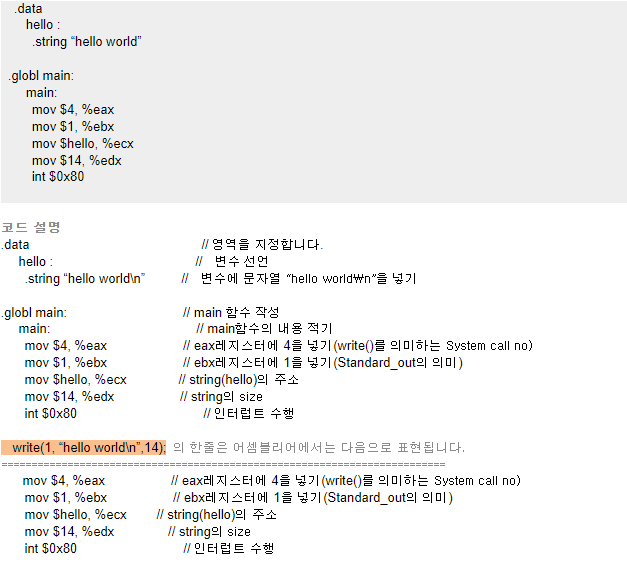 .data
hello :
.string “hello world”
.globl main:
main:
mov $4, %eax
mov $1, %ebx
mov $hello, %ecx
mov $14, %edx
int $0x80
코드 설명
.data // 영역을 지정합니다.
hello : // 변수 선언
.string “hello world\n” // 변수에 문자열 “hello world₩n”을 넣기
.globl main: // main 함수 작성
main: // main함수의 내용 적기
mov $4, %eax // eax레지스터에 4을 넣기(write()를 의미하는 System call no)
mov $1, %ebx // ebx레지스터에 1을 넣기(Standard_out의 의미)
mov $hello, %ecx // string(hello)의 주소
mov $14, %edx // string의 size
int $0x80 // 인터럽트 수행
write(1, “hello world\n”,14); 의 한줄은 어셈블리어에서는 다음으로 표현됩니다.
==========================================================================
mov $4, %eax // eax레지스터에 4을 넣기(write()를 의미하는 System call no)
mov $1, %ebx // ebx레지스터에 1을 넣기(Standard_out의 의미)
mov $hello, %ecx // string(hello)의 주소
mov $14, %edx // string의 size
int $0x80 // 인터럽트 수행